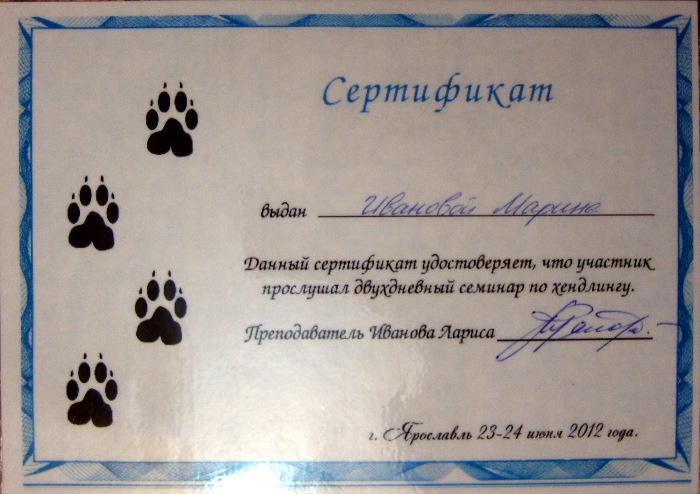 Сертификат
выдан Ивановой Марине
Данный сертификат удостоверяет, что участник
прослушал двухдневный семинар по хендлингу.
Преподаватель Иванова Лариса
г. Ярославль 23-24 июня 2012 года.